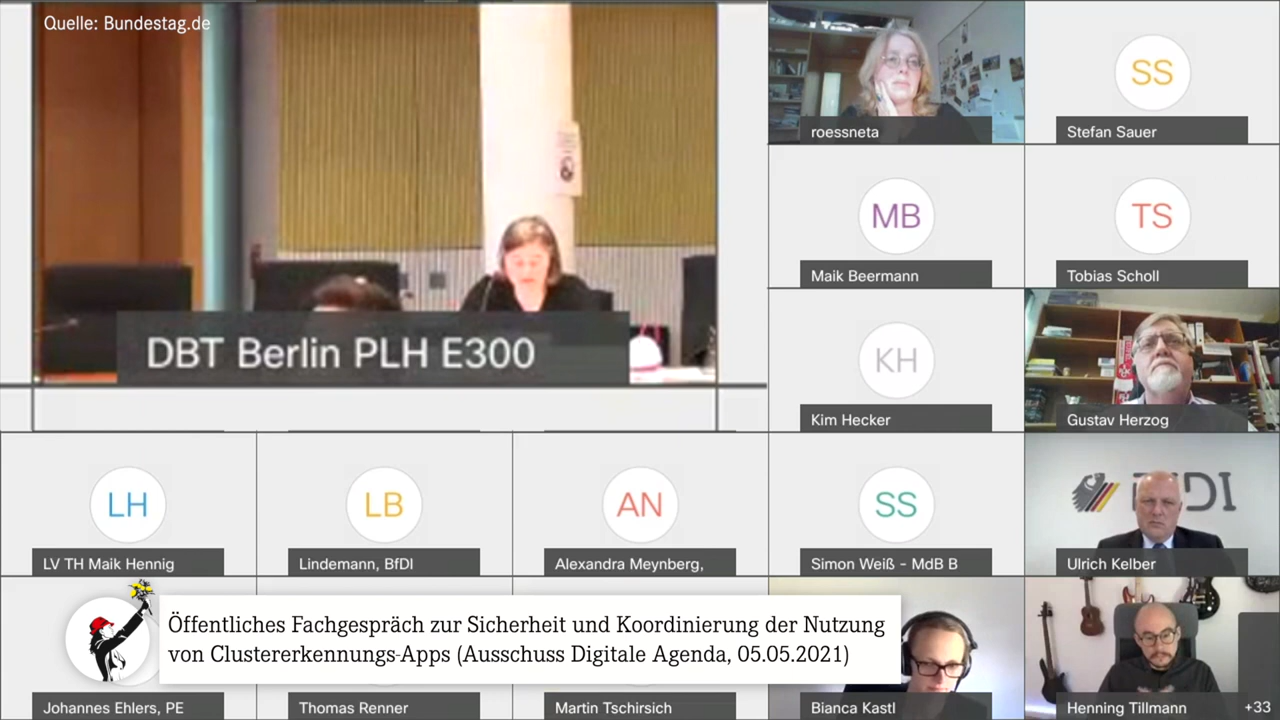 Quelle: Bundestag.de
DBT Berlin PLH E300
roessneta
SS
Stefan Sauer
MB
Maik Beermann
TS
Tobias Scholl
KH
Kim Hecker
Gustav Herzog
LH
LV TH Maik Hennig
LB
Lindemann, BfDI
AN
Alexandra Meynberg,
SS
Simon Weiß - MdB B
Ulrich Kelber
Öffentliches Fachgespräch zur Sicherheit und Koordinierung der Nutzung
von Clustererkennungs-Apps (Ausschuss Digitale Agenda, 05.05.2021)
Johannes Ehlers, PE
Thomas Renner
Martin Tschirsich
Bianca Kastl
Henning Tillmann
+33